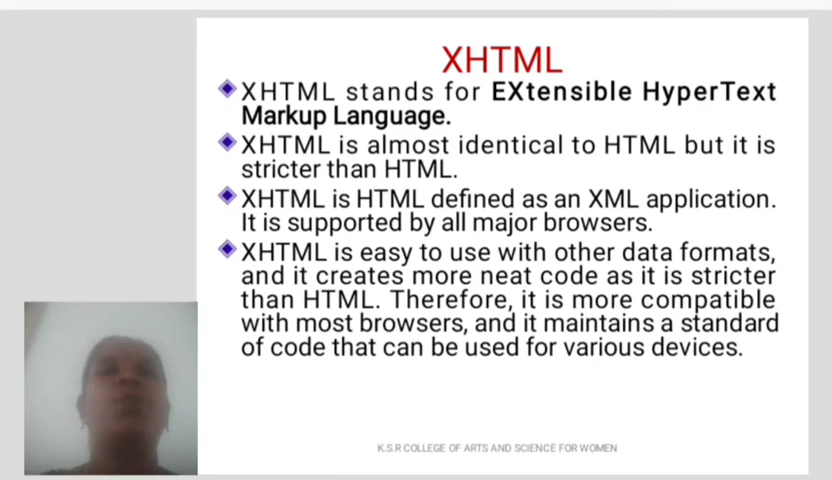 XHTML
XHTML stands for EXtensible HyperText
Markup Language.
XHTML is almost identical to HTML but it is
stricter than HTML.
XHTML is HTML defined as an XML application.
It is supported by all major browsers.
XHTML is easy to use with other data formats,
and it creates more neat code as it is stricter
than HTML. Therefore, it is more compatible
with most browsers, and it maintains a standard
of code that can be used for various devices.
K.S.R COLLEGE OF ARTS AND SCIENCE FOR WOMEN